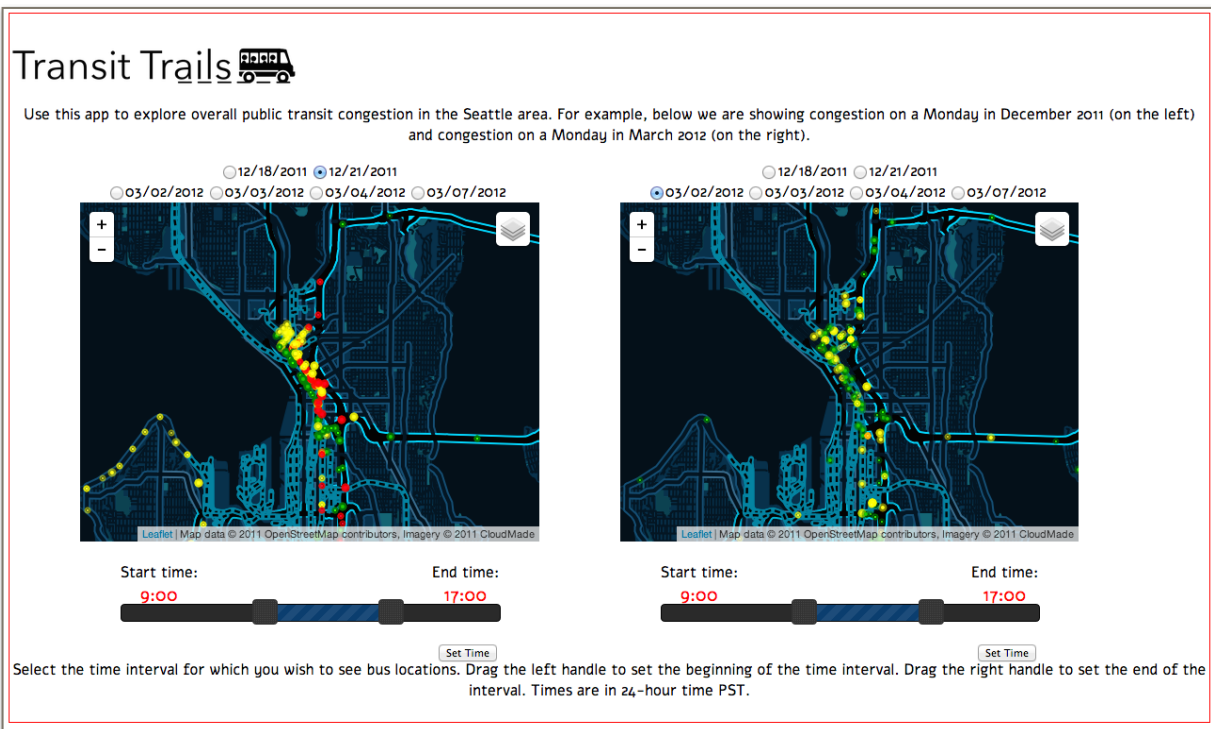 Transit Trails
Use this app to explore overall public transit congestion in the Seattle area. For example, below we are showing congestion on a Monday in December 2011 (on the left)
and congestion on a Monday in March 2012 (on the right).
12/18/2011 12/21/2011
03/02/2012 03/03/2012 03/04/2012 03/07/2012
+
-
Leaflet | Map data © 2011 OpenStreetMap contributors, Imagery © 2011 CloudMade
Start time: End time:
9:00 17:00
Set Time
12/18/2011 12/21/2011
03/02/2012 03/03/2012 03/04/2012 03/07/2012
+
-
Leaflet | Map data © 2011 OpenStreetMap contributors, Imagery © 2011 CloudMade
Start time: End time:
9:00 17:00
Set Time
Select the time interval for which you wish to see bus locations. Drag the left handle to set the beginning of the time interval. Drag the right handle to set the end of the
interval. Times are in 24-hour time PST.